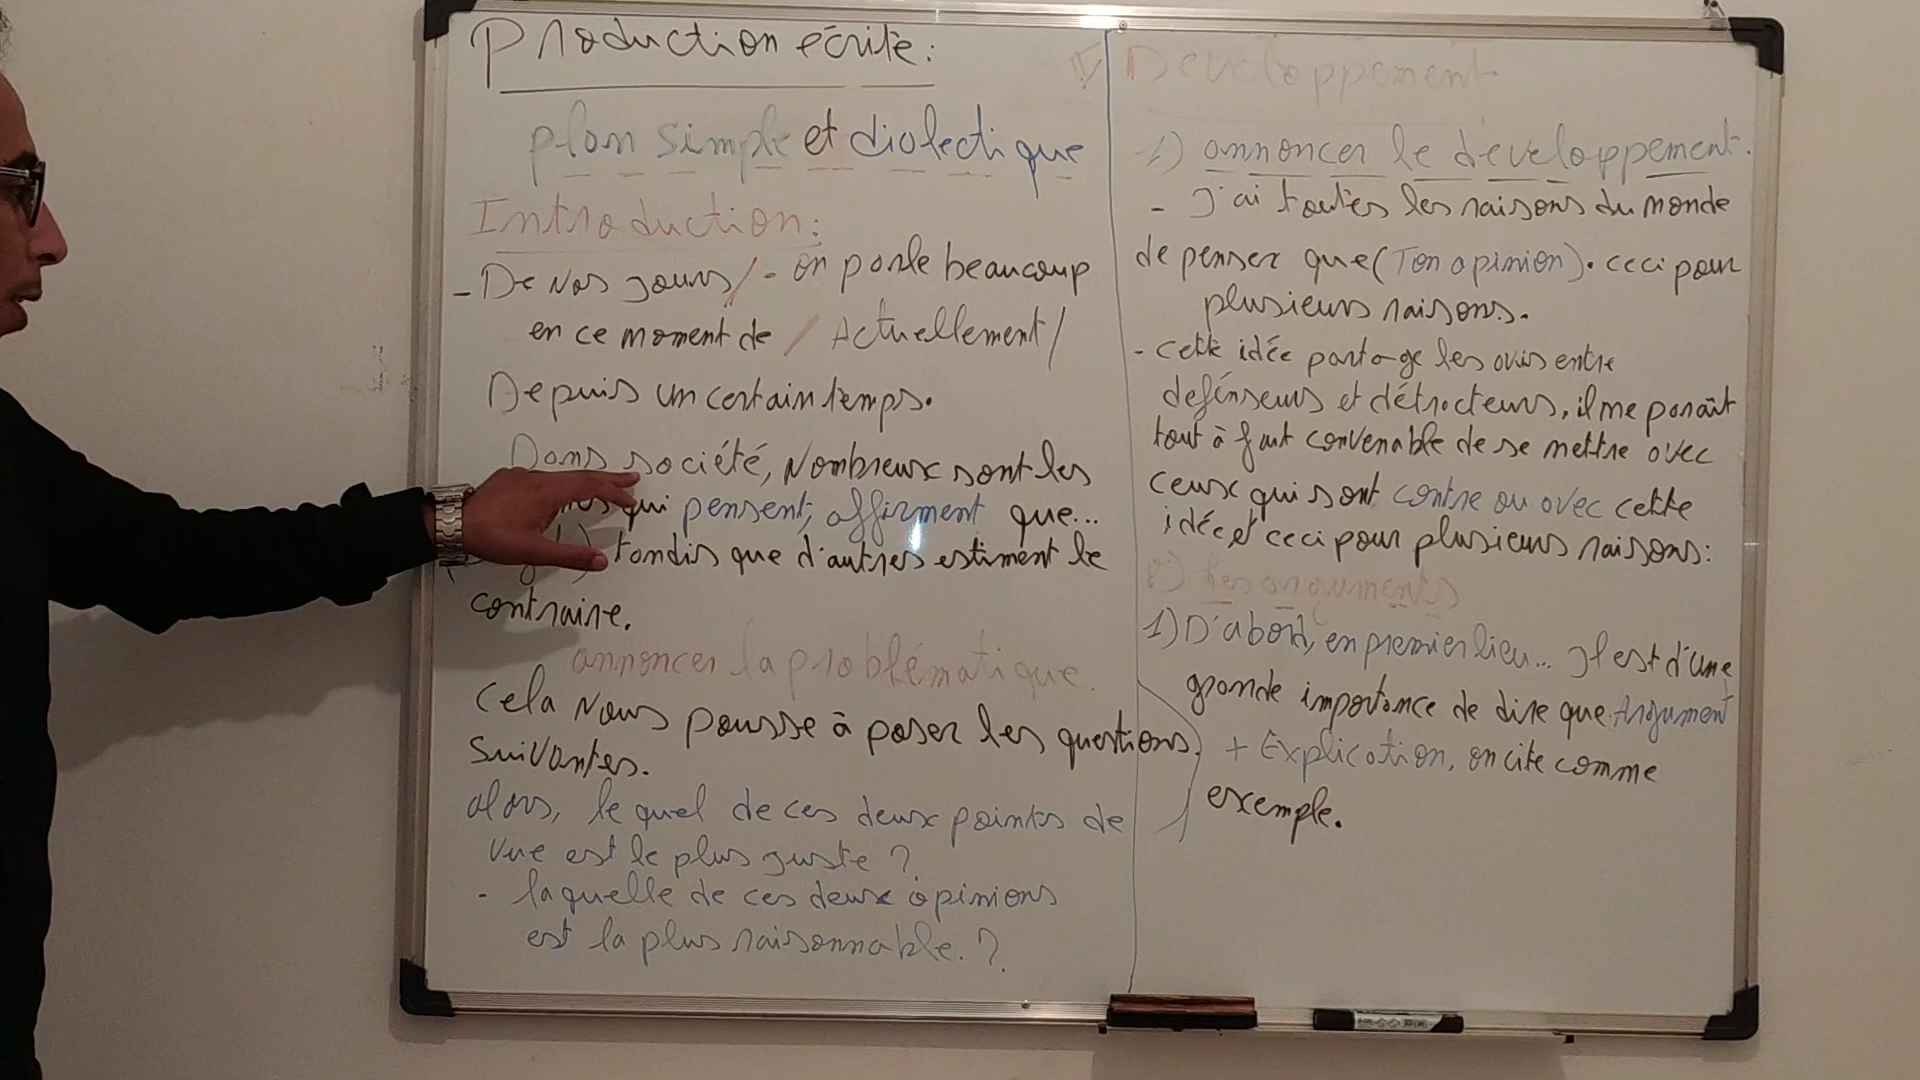 Production écrite:
plan simple et dialectique
Introduction:
- De Nos jours / - on parle beaucoup
en ce moment de / Actuellement /
Depuis un certain temps.
Dans société, Nombreux sont les
qui pensent, affirment que...
tandis que d'autres estiment le
contraire.
annoncer la problématique.
Cela Nous pousse à poser les questions
suivantes.
alors, le quel de ces deux points de
vue est le plus juste ?
- laquelle de ces deux opinions
est la plus raisonnable. ?
Developpement
1) annoncer le developpement.
- J'ai toutes les raisons du monde
de penser que (Ton opinion). ceci pour
plusieurs raisons.
- cette idée partage les avis entre
defénseurs et détracteurs, il me paraît
tout à fait convenable de se mettre avec
ceux qui sont contre ou avec cette
idée et ceci pour plusieurs raisons:
2) Les arguments
1) D'abord, en premier lieu... Il est d'une
grande importance de dire que Argument
+ Explication, on cite comme
exemple.